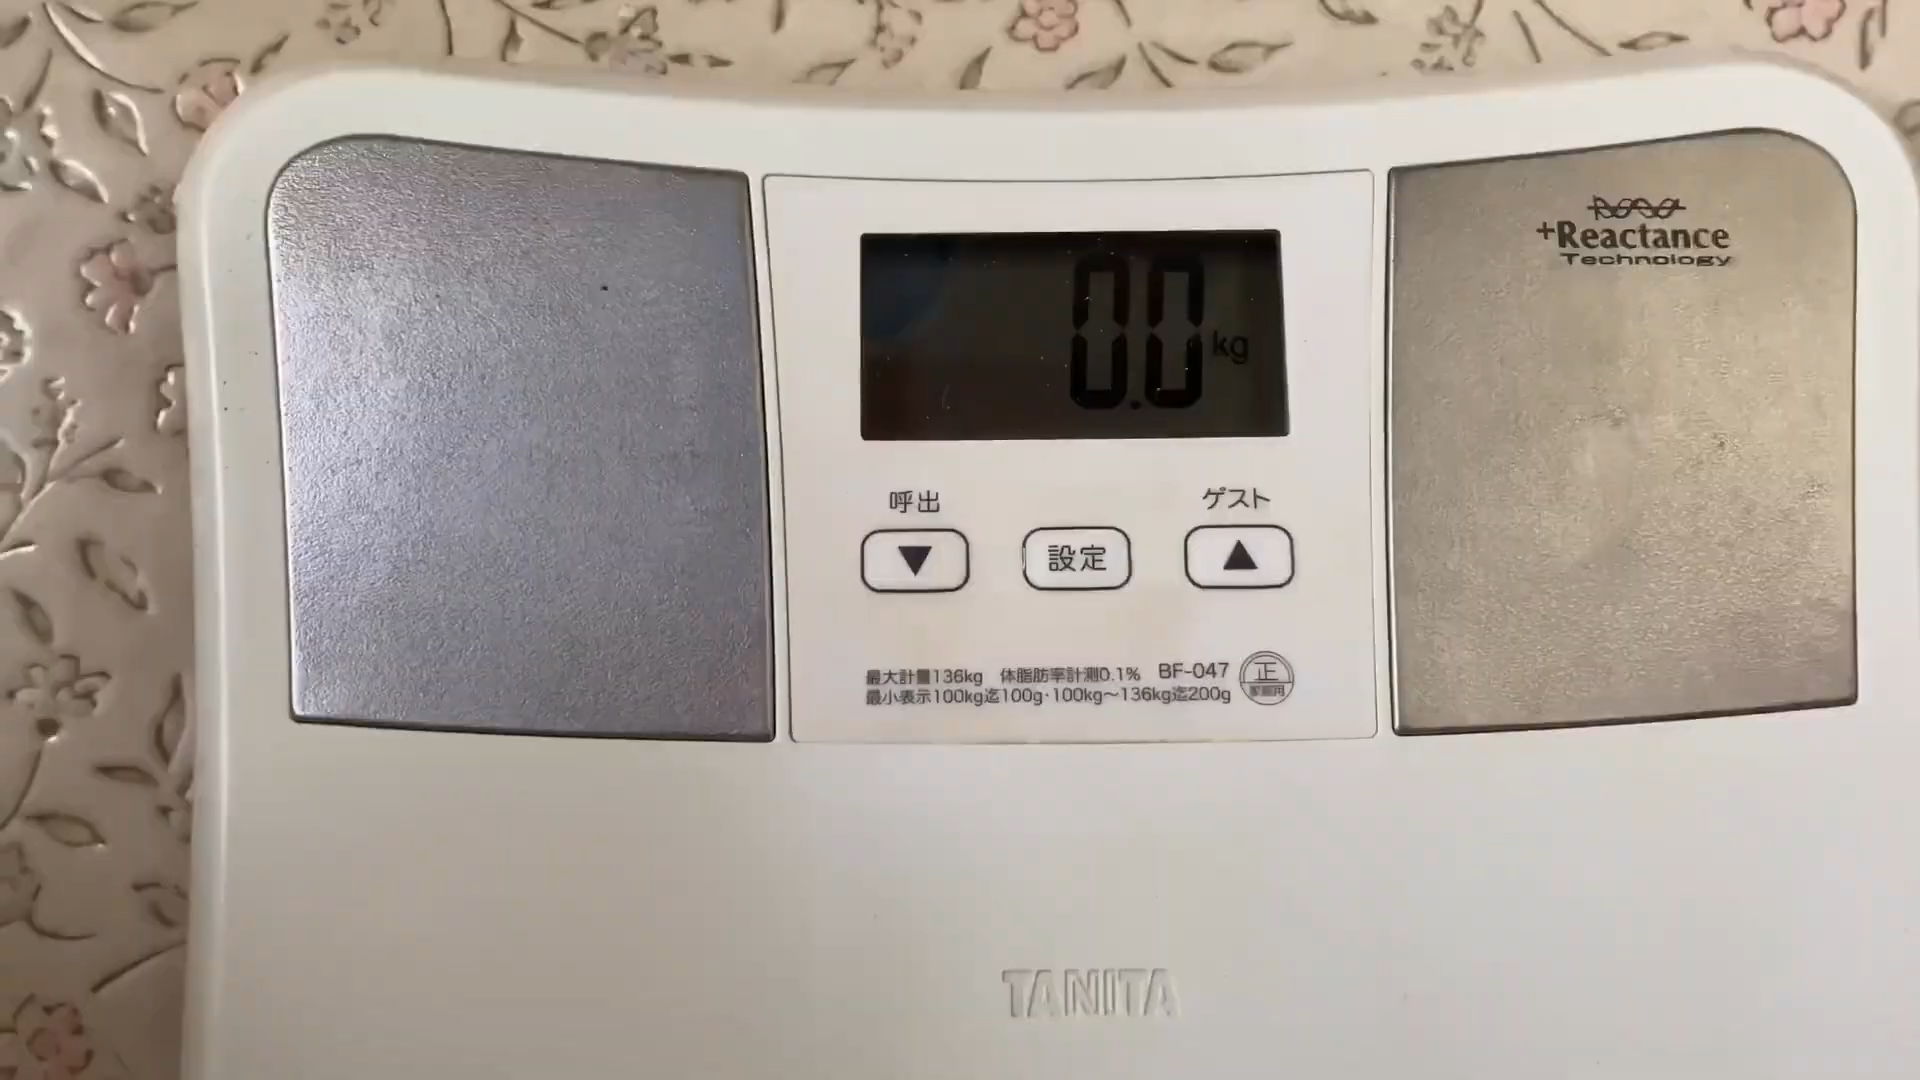 +Reactance
Technology
0.0 kg
呼出
ゲスト
▼
設定
▲
最大計量136kg 体脂肪率計測0.1% BF-047
最小表示100kg迄100g・100kg〜136kg迄200g
正
家庭用
TANITA